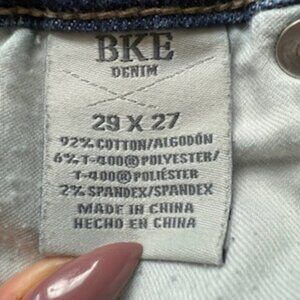 BKE
DENIM
29 X 27
92% COTTON/ALGODÓN
6% T-400® POLYESTER/
T-400® POLIÉSTER
2% SPANDEX/SPANDEX
MADE IN CHINA
HECHO EN CHINA